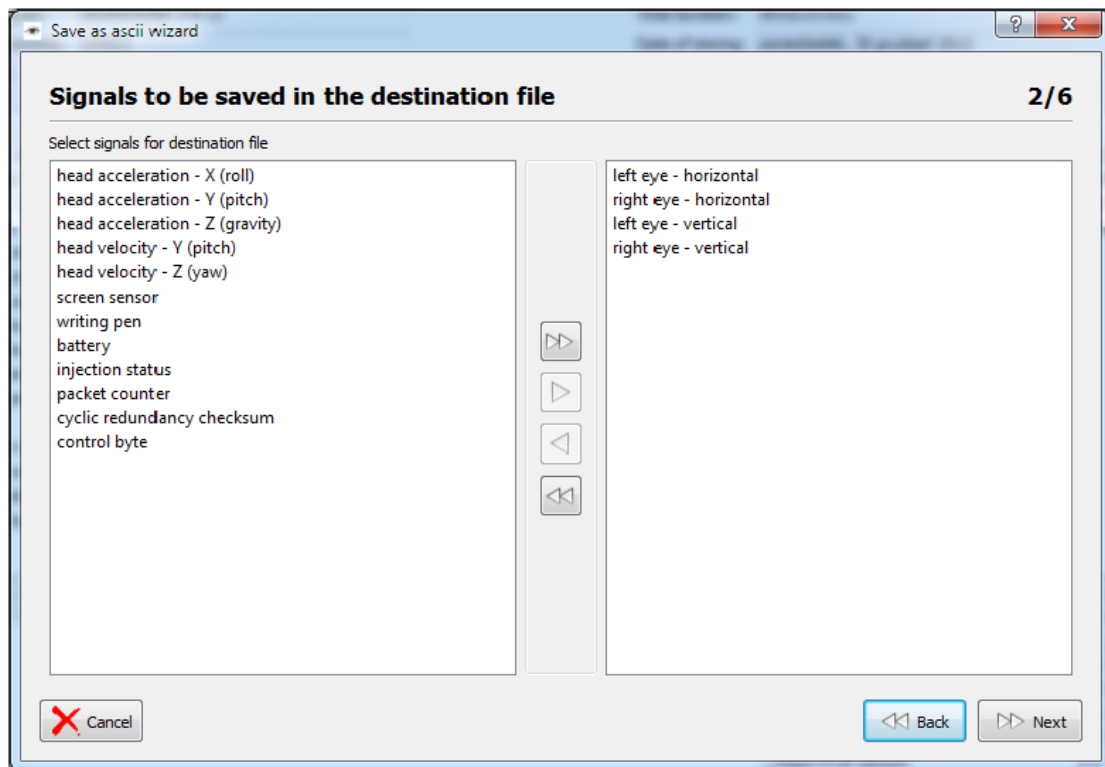 Save as ascii wizard
Signals to be saved in the destination file
2/6
Select signals for destination file
head acceleration - X (roll)
head acceleration - Y (pitch)
head acceleration - Z (gravity)
head velocity - Y (pitch)
head velocity - Z (yaw)
screen sensor
writing pen
battery
injection status
packet counter
cyclic redundancy checksum
control byte
left eye - horizontal
right eye - horizontal
left eye - vertical
right eye - vertical
Cancel
Back
Next